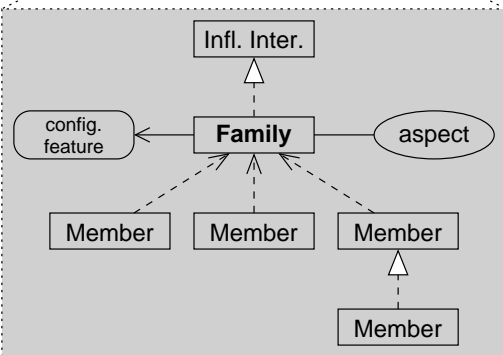 Infl. Inter.
config.
feature
Family
aspect
Member
Member
Member
Member